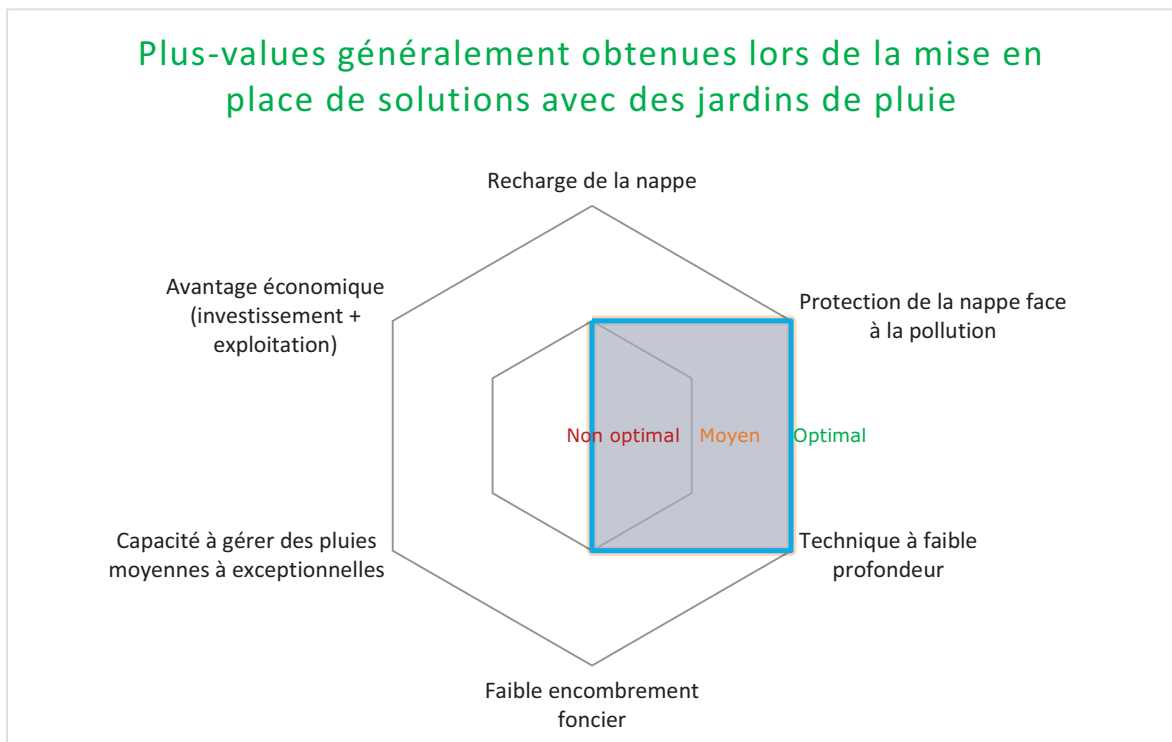 Plus-values généralement obtenues lors de la mise en
place de solutions avec des jardins de pluie
Recharge de la nappe
Avantage économique
(investissement +
exploitation)
Protection de la nappe face
à la pollution
Non optimal
Moyen
Optimal
Capacité à gérer des pluies
moyennes à exceptionnelles
Technique à faible
profondeur
Faible encombrement
foncier